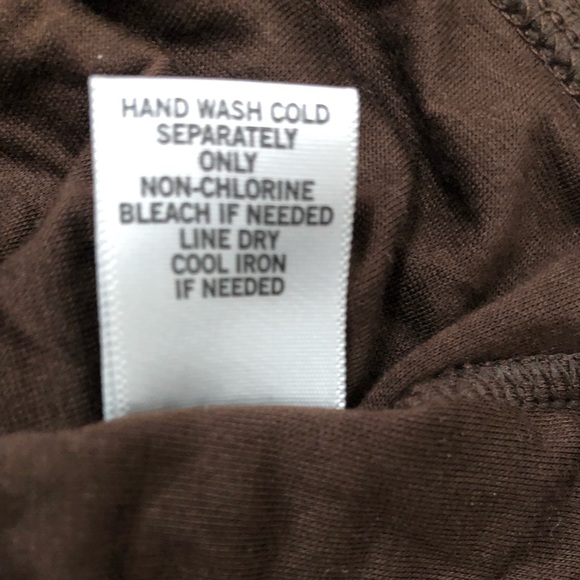 HAND WASH COLD
SEPARATELY
ONLY
NON-CHLORINE
BLEACH IF NEEDED
LINE DRY
COOL IRON
IF NEEDED